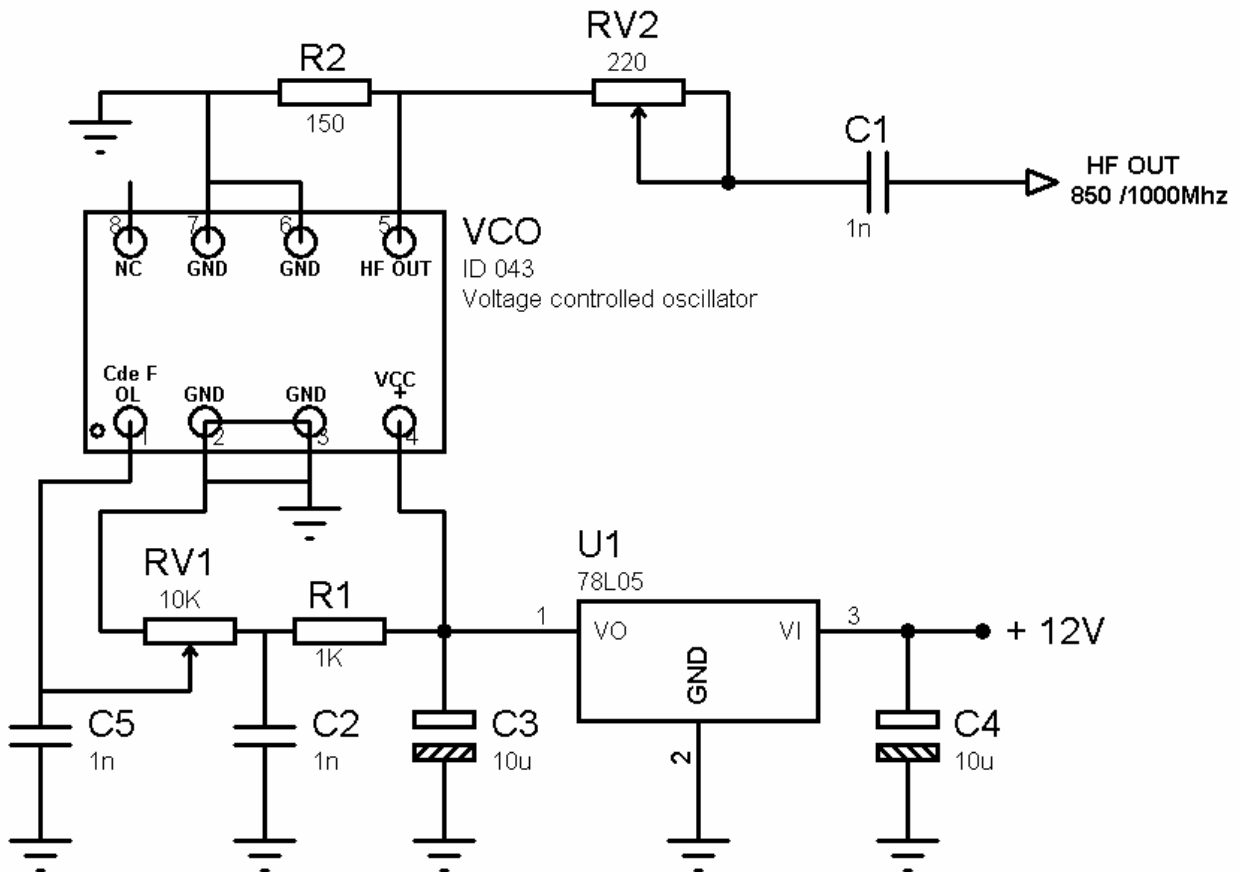 RV2
220
R2
150
C1
1n
HF OUT
850 /1000Mhz
8
7
6
5
NC
GND
GND
HF OUT
VCO
ID 043
Voltage controlled oscillator
Cde F
OL
GND
GND
VCC
+
1
2
3
4
RV1
10K
R1
1K
U1
78L05
1
VO
VI
3
GND
2
+ 12V
C5
1n
C2
1n
C3
10u
C4
10u